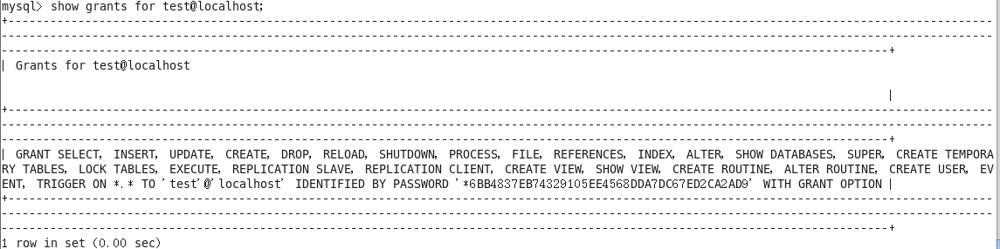 mysql> show grants for test@localhost;
+---------------------------------------------------------------------------------------------------------------------------------------------
----------------------------------------------------------------------------------------------------------------------------------------------
-------------------------------------------------------------------------------------------------------------------------------+
| Grants for test@localhost
|
+---------------------------------------------------------------------------------------------------------------------------------------------
----------------------------------------------------------------------------------------------------------------------------------------------
-------------------------------------------------------------------------------------------------------------------------------+
| GRANT SELECT, INSERT, UPDATE, CREATE, DROP, RELOAD, SHUTDOWN, PROCESS, FILE, REFERENCES, INDEX, ALTER, SHOW DATABASES, SUPER, CREATE TEMPORA
RY TABLES, LOCK TABLES, EXECUTE, REPLICATION SLAVE, REPLICATION CLIENT, CREATE VIEW, SHOW VIEW, CREATE ROUTINE, ALTER ROUTINE, CREATE USER, EV
ENT, TRIGGER ON *.* TO 'test'@'localhost' IDENTIFIED BY PASSWORD '*6BB4837EB74329105EE4568DDA7DC67ED2CA2AD9' WITH GRANT OPTION |
+---------------------------------------------------------------------------------------------------------------------------------------------
----------------------------------------------------------------------------------------------------------------------------------------------
-------------------------------------------------------------------------------------------------------------------------------+
1 row in set (0.00 sec)